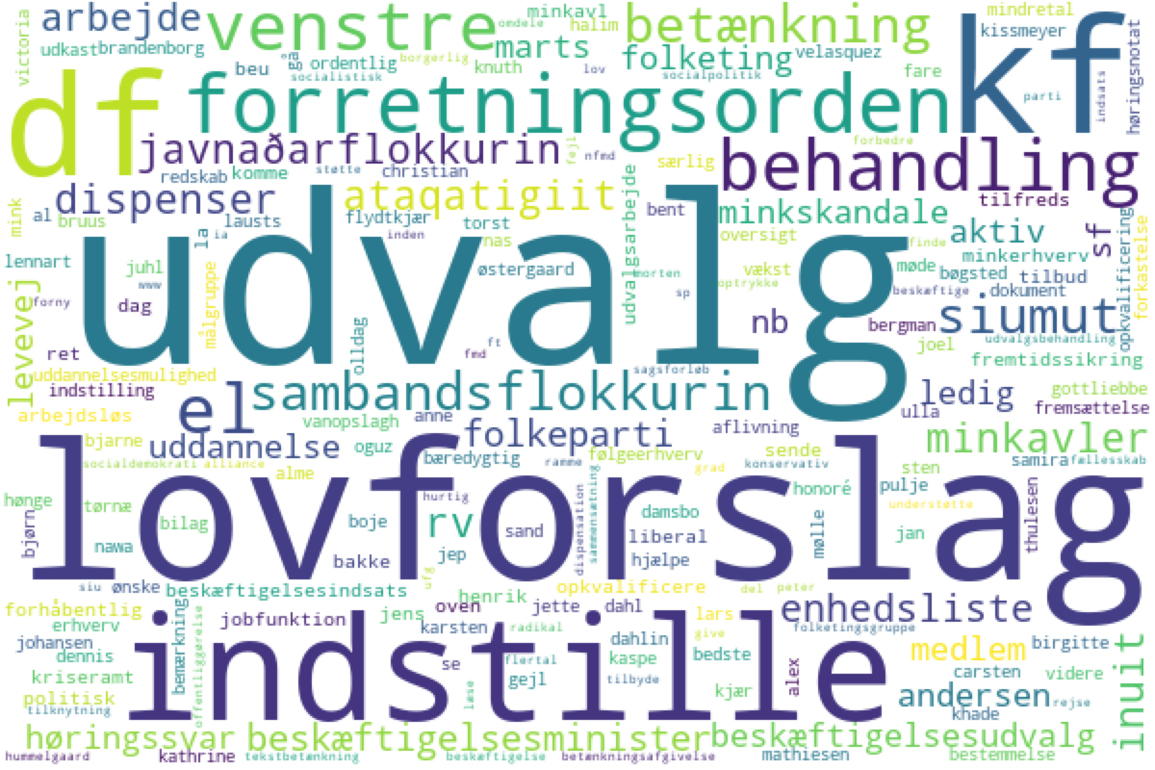 victoria
arbejde
venstre
minkavl
halim
omdele
betænkning
mindretal
kissmeyer
kf
udkast
brandenborg
beu
gå
ordentlig
socialistisk
knuth
borgerlig
marts
lov
folketing
velasquez
socialpolitik
fare
parti
indsats
høringsnotat
df
forretningsorden
javnaðarflokkurin
fejl
nfmd
særlig
forbedre
behandling
redskab
komme
støtte
christian
dispenser
ataqatigiit
udvalgsarbejde
bent
minkskandale
tilfreds
mink
al
bruus
la
lausts
flydtkjær
torst
inden
nas
oversigt
finde
aktiv
sf
opkvalificering
forkastelse
udvalg
lennart
juhl
www
ia
målgruppe
østergaard
morten
vækst
optrykke
møde
bøgsted
minkerhverv
tilbud
beskæftige
dokument
levevej
forny
dag
sp
nb
bergman
siumut
ret
olldag
ft
fmd
joel
udvalgsbehandling
fremtidssikring
uddannelsesmulighed
indstilling
sagsforløb
sambandsflokkurin
ledig
gottliebbe
ulla
fremsættelse
arbejdsløs
el
vanopslagh
anne
aflivning
bjarne
uddannelse
oguz
folkeparti
minkavler
socialdemokrati
alliance
alme
bæredygtig
ramme
følgeerhverv
sende
grad
konservativ
sten
samira
fællesskab
lovforslag
hønge
tørnæ
hurtig
honoré
pulje
understøtte
bjørn
bilag
boje
rv
sand
dispensation
sammensætning
damsbo
liberal
mølle
jan
thulesen
nawa
bakke
jep
hjælpe
siu
ønske
beskæftigelsesindsats
ufg
henrik
opkvalificere
del
peter
forhåbentlig
bemærkning
offentliggørelse
jobfunktion
jens
oven
jette
dahl
lars
give
enhedsliste
erhverv
johansen
karsten
radikal
dahlin
folketingsgruppe
medlem
birgitte
inuit
dennis
indstille
se
flertal
kaspe
bedste
alex
kriseramt
læse
gejl
tilbyde
kjær
carsten
videre
politisk
andersen
rejse
tilknytning
khade
høringssvar
beskæftigelsesminister
beskæftigelsesudvalg
hummelgaard
kathrine
tekstbetænkning
beskæftigelse
betænkningsafgivelse
mathiesen
bestemmelse